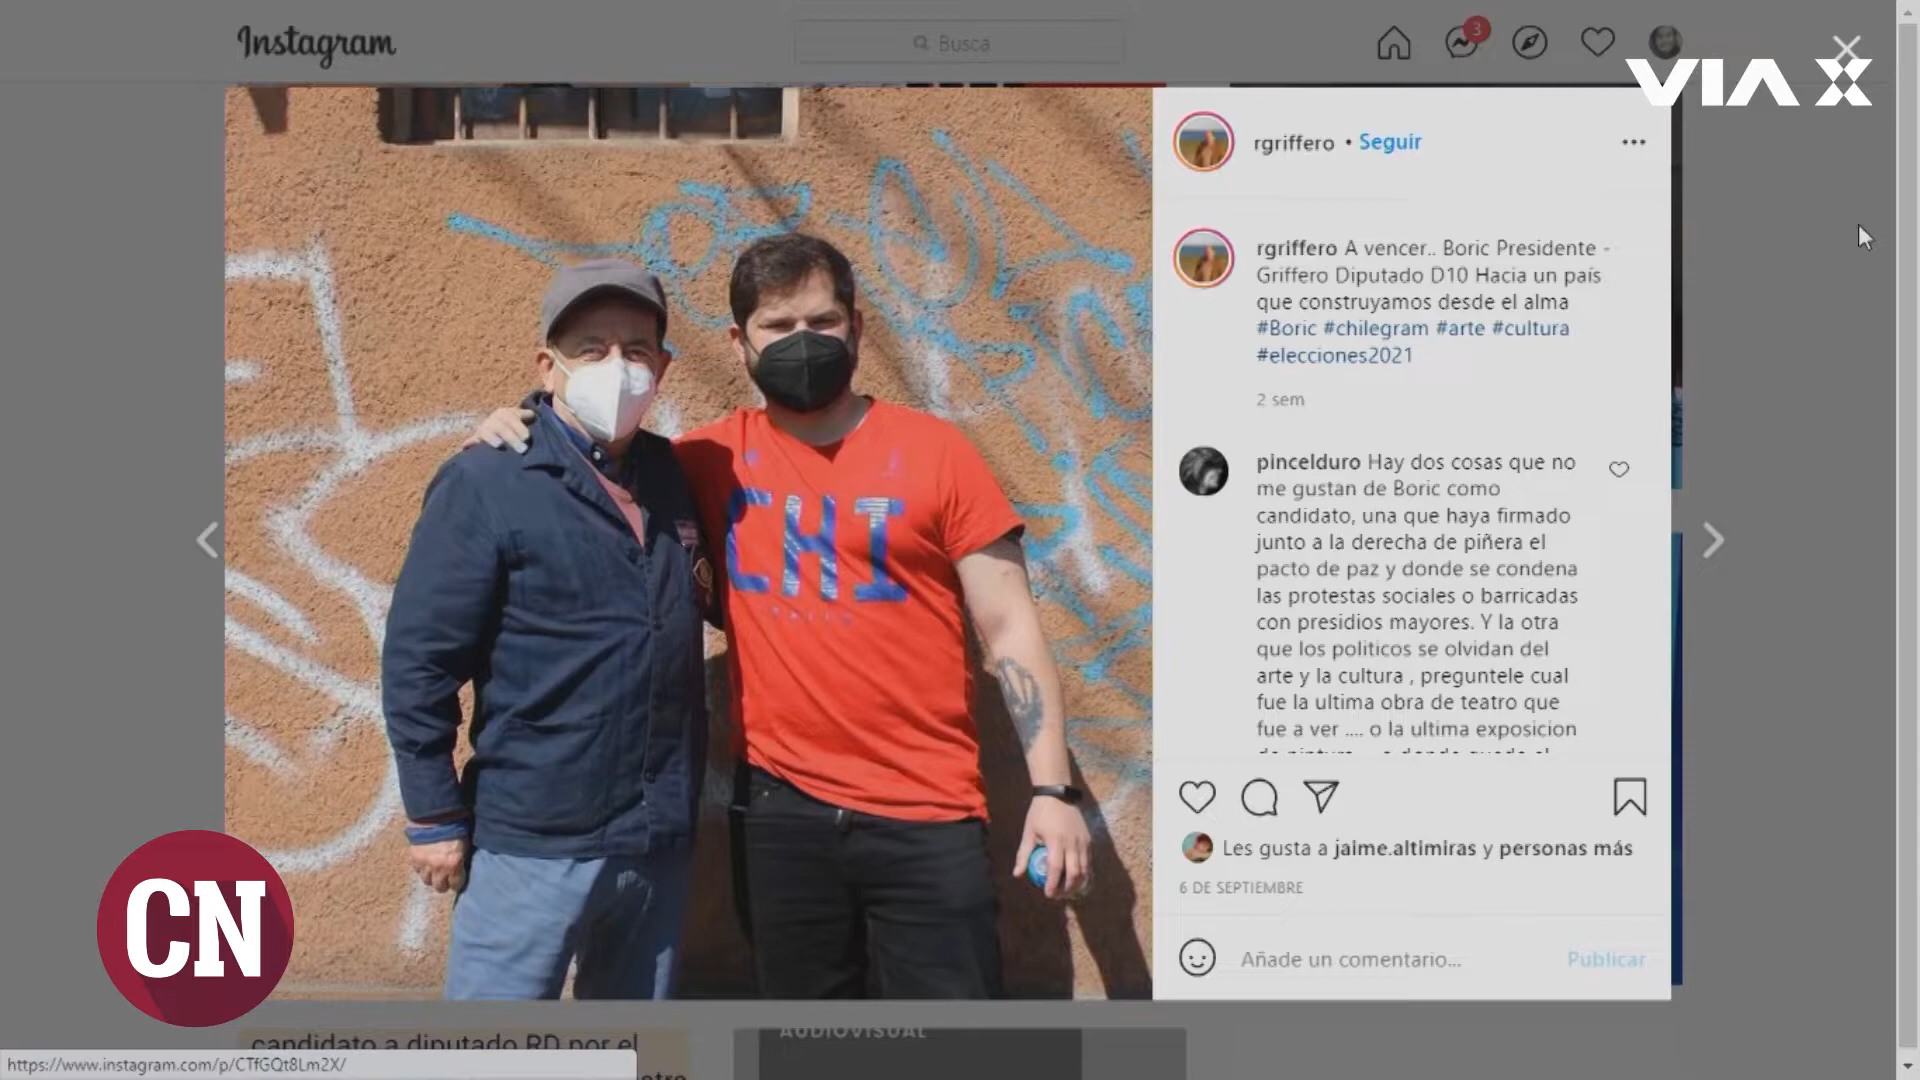 Instagram
Busca
3
VIA X
rgriffero • Seguir
rgriffero A vencer.. Boric Presidente -
Griffero Diputado D10 Hacia un país
que construyamos desde el alma
#Boric #chilegram #arte #cultura
#elecciones2021
2 sem
pincelduro Hay dos cosas que no
me gustan de Boric como
candidato, una que haya firmado
junto a la derecha de piñera el
pacto de paz y donde se condena
las protestas sociales o barricadas
con presidios mayores. Y la otra
que los politicos se olvidan del
arte y la cultura , preguntele cual
fue la ultima obra de teatro que
fue a ver .... o la ultima exposicion
CHI
Les gusta a jaime.altimiras y personas más
6 DE SEPTIEMBRE
Añade un comentario... Publicar
CN
candidato a diputado RD por el
AUDIOVISUAL
https://www.instagram.com/p/CTfGQt8Lm2X/